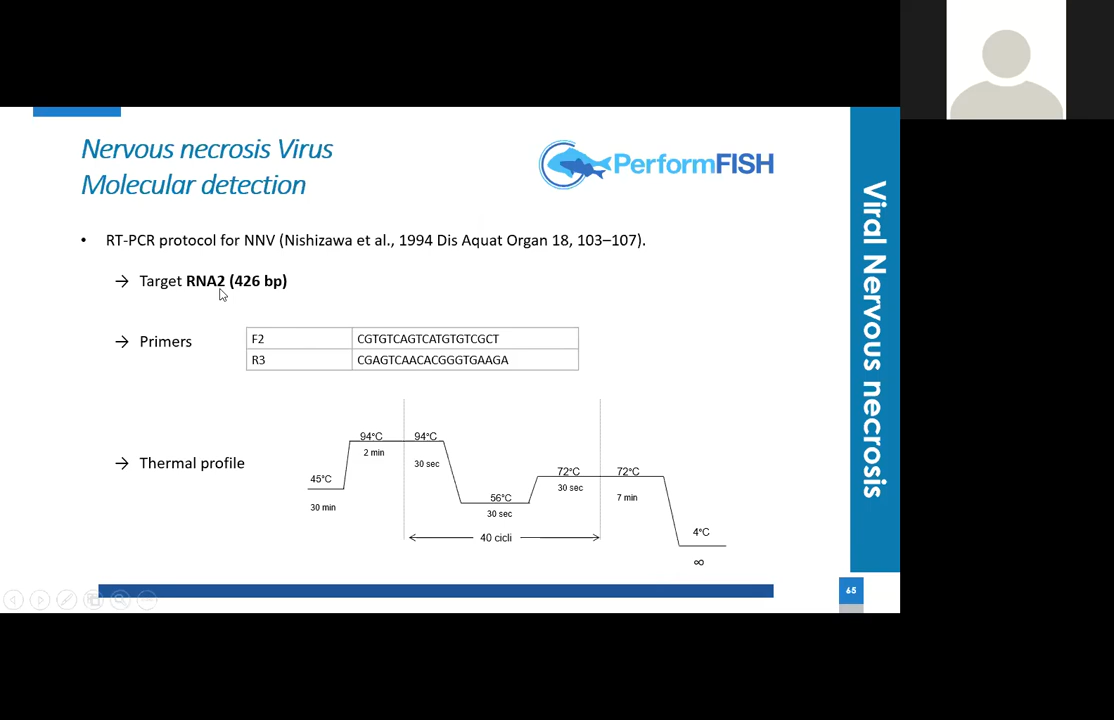 Nervous necrosis Virus
Molecular detection
PerformFISH
• RT-PCR protocol for NNV (Nishizawa et al., 1994 Dis Aquat Organ 18, 103–107).
→ Target RNA2 (426 bp)
→ Primers
F2 CGTGTCAGTCATGTGTCGCT
R3 CGAGTCAACACGGGTGAAGA
→ Thermal profile
45°C
30 min
94°C
2 min
94°C
30 sec
56°C
30 sec
72°C
30 sec
72°C
7 min
4°C
∞
40 cicli
65
Viral Nervous necrosis